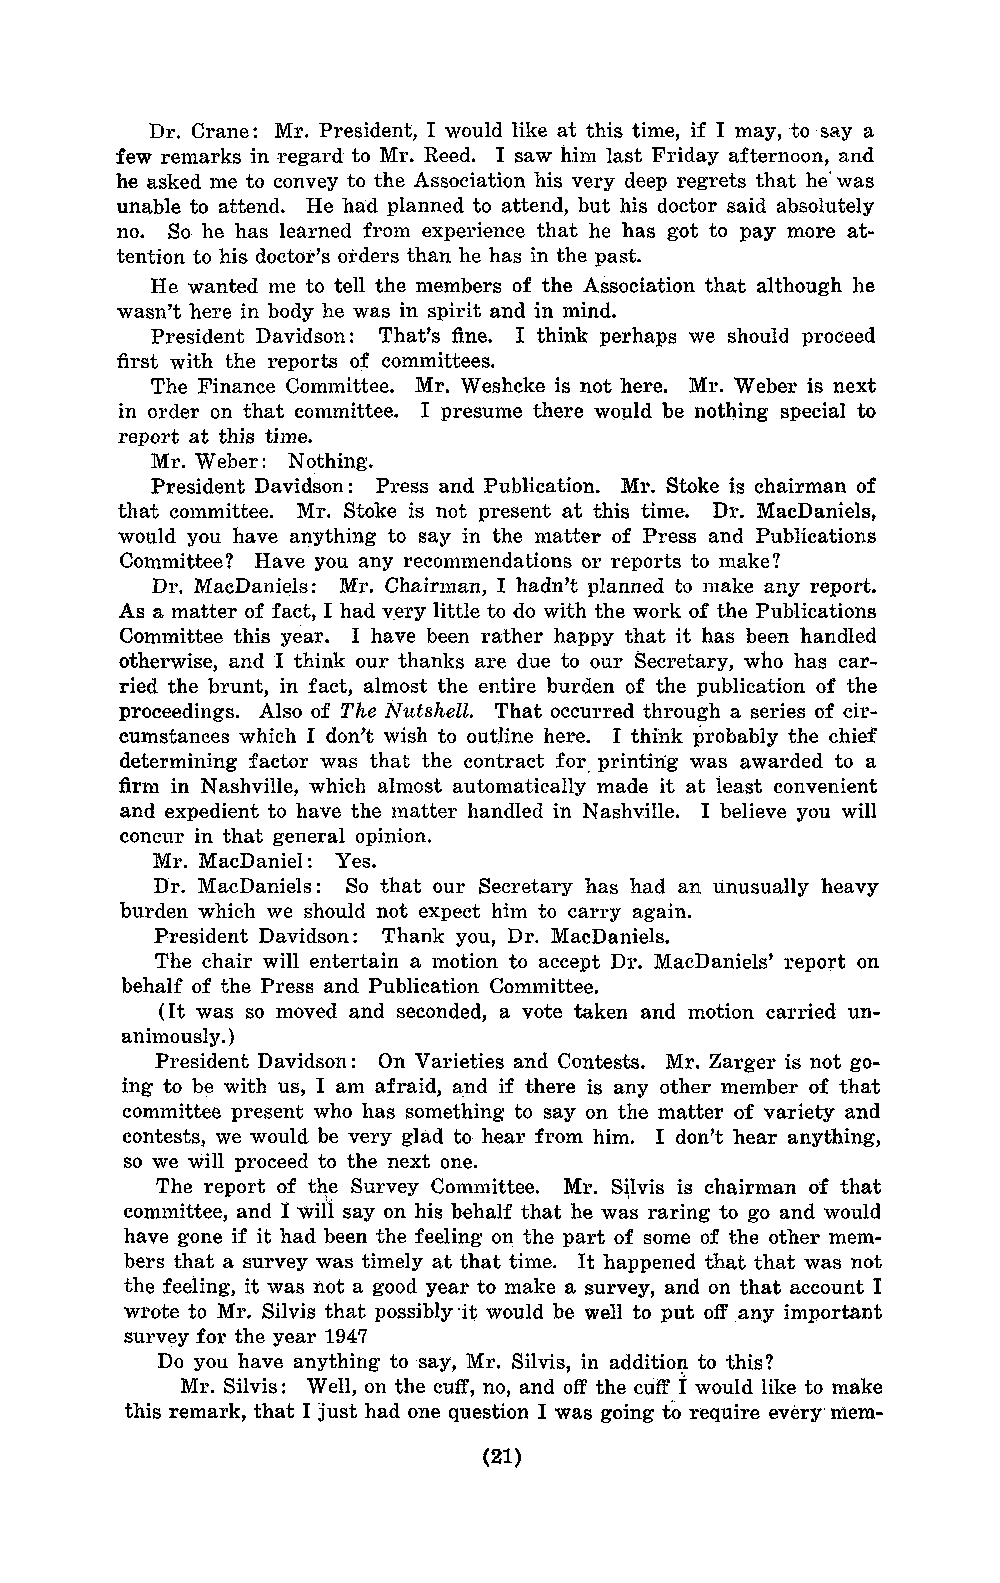 Dr. Crane: Mr. President, I would like at this time, if I may, to say a
few remarks in regard to Mr. Reed. I saw him last Friday afternoon, and
he asked me to convey to the Association his very deep regrets that he was
unable to attend. He had planned to attend, but his doctor said absolutely
no. So he has learned from experience that he has got to pay more at-
tention to his doctor's orders than he has in the past.
He wanted me to tell the members of the Association that although he
wasn't here in body he was in spirit and in mind.
President Davidson: That's fine. I think perhaps we should proceed
first with the reports of committees.
The Finance Committee. Mr. Weshcke is not here. Mr. Weber is next
in order on that committee. I presume there would be nothing special to
report at this time.
Mr. Weber: Nothing.
President Davidson: Press and Publication. Mr. Stoke is chairman of
that committee. Mr. Stoke is not present at this time. Dr. MacDaniels,
would you have anything to say in the matter of Press and Publications
Committee? Have you any recommendations or reports to make?
Dr. MacDaniels: Mr. Chairman, I hadn't planned to make any report.
As a matter of fact, I had very little to do with the work of the Publications
Committee this year. I have been rather happy that it has been handled
otherwise, and I think our thanks are due to our Secretary, who has car-
ried the brunt, in fact, almost the entire burden of the publication of the
proceedings. Also of The Nutshell. That occurred through a series of cir-
cumstances which I don't wish to outline here. I think probably the chief
determining factor was that the contract for printing was awarded to a
firm in Nashville, which almost automatically made it at least convenient
and expedient to have the matter handled in Nashville. I believe you will
concur in that general opinion.
Mr. MacDaniel: Yes.
Dr. MacDaniels: So that our Secretary has had an unusually heavy
burden which we should not expect him to carry again.
President Davidson: Thank you, Dr. MacDaniels.
The chair will entertain a motion to accept Dr. MacDaniels' report on
behalf of the Press and Publication Committee.
(It was so moved and seconded, a vote taken and motion carried un-
animously.)
President Davidson: On Varieties and Contests. Mr. Zarger is not go-
ing to be with us, I am afraid, and if there is any other member of that
committee present who has something to say on the matter of variety and
contests, we would be very glad to hear from him. I don't hear anything,
so we will proceed to the next one.
The report of the Survey Committee. Mr. Silvis is chairman of that
committee, and I will say on his behalf that he was raring to go and would
have gone if it had been the feeling on the part of some of the other mem-
bers that a survey was timely at that time. It happened that that was not
the feeling, it was not a good year to make a survey, and on that account I
wrote to Mr. Silvis that possibly it would be well to put off any important
survey for the year 1947
Do you have anything to say, Mr. Silvis, in addition to this?
Mr. Silvis: Well, on the cuff, no, and off the cuff I would like to make
this remark, that I just had one question I was going to require every mem-
(21)